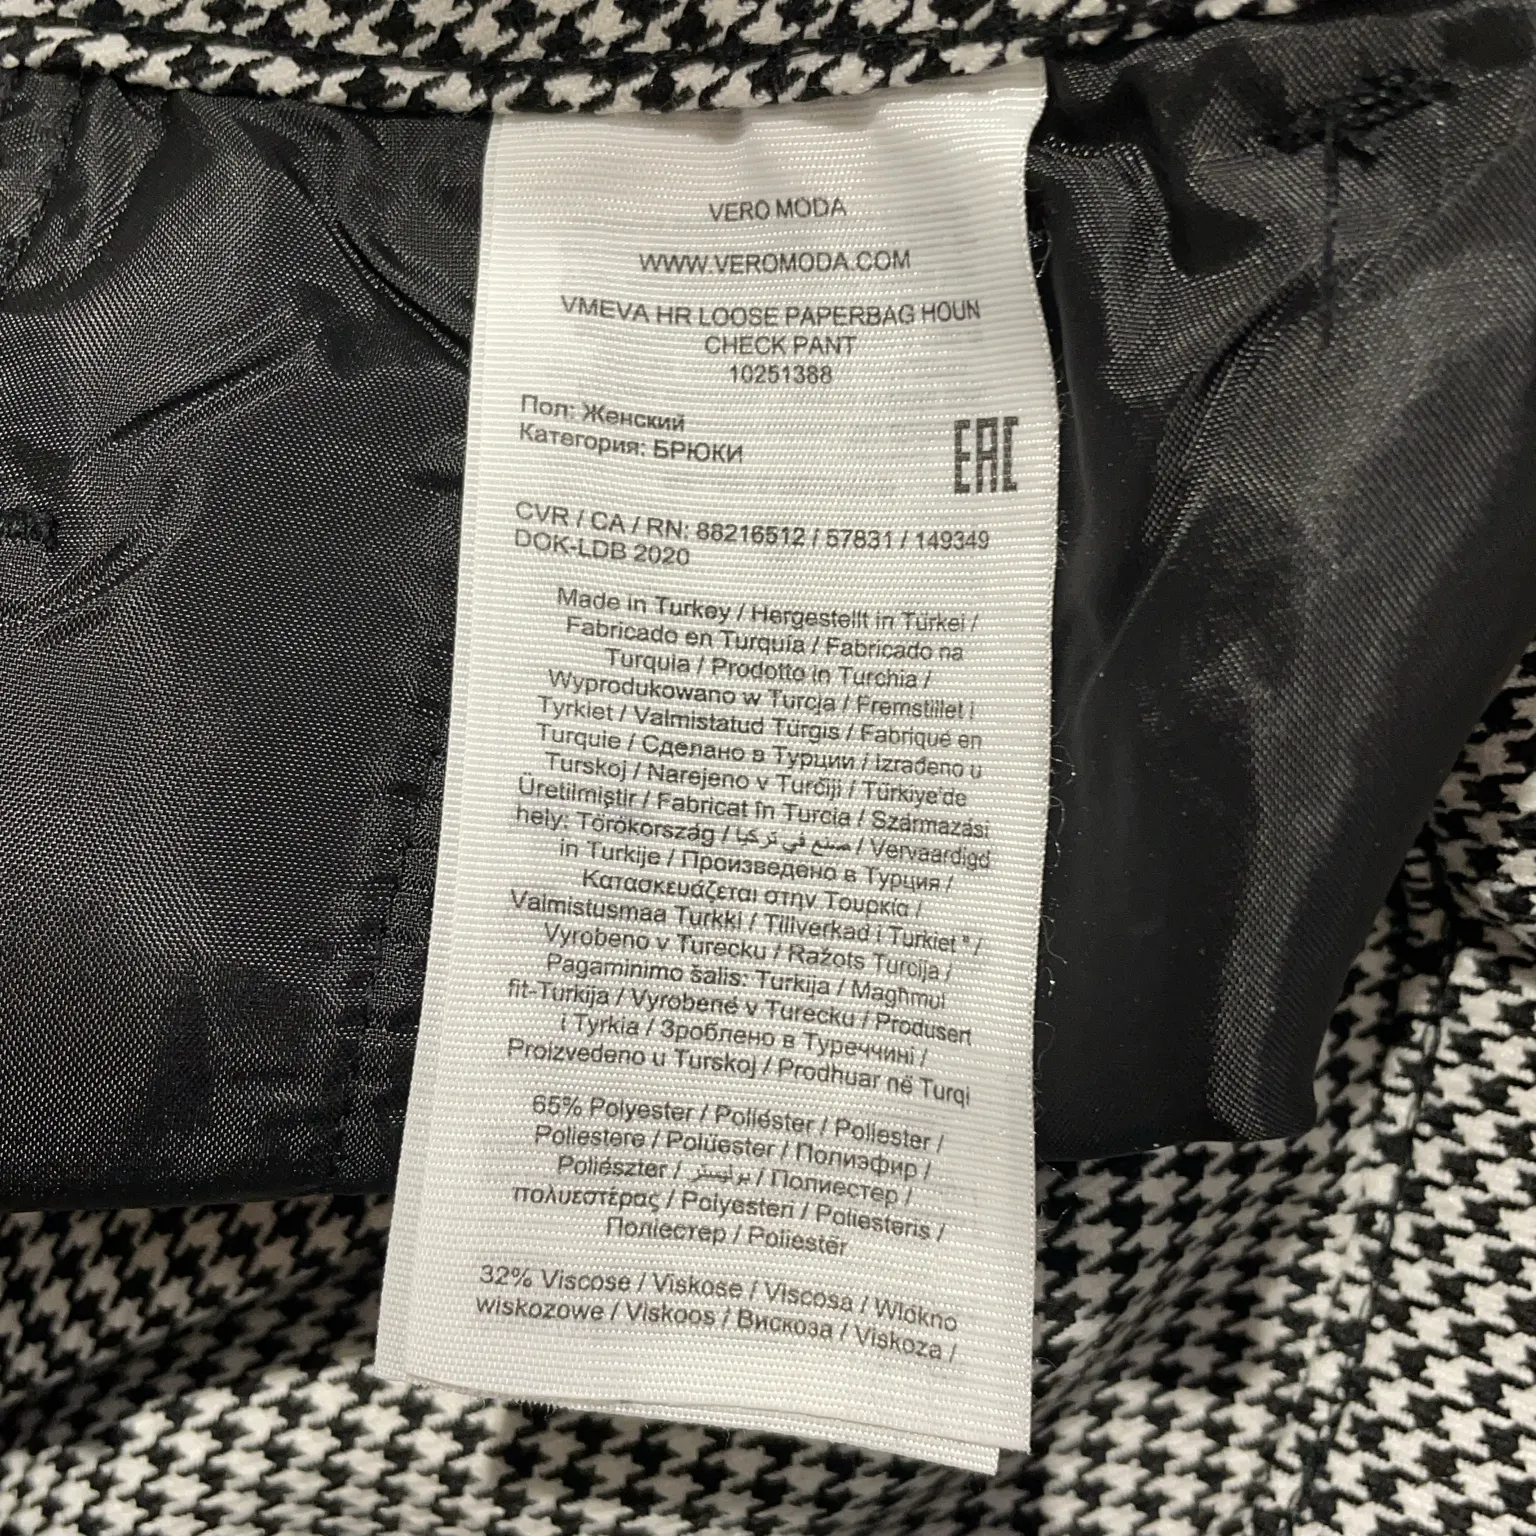 VERO MODA
WWW.VEROMODA.COM
VMEVA HR LOOSE PAPERBAG HOUN
CHECK PANT
10251388
Пол: Женский
Категория: БРЮКИ
EAC
CVR / CA / RN: 88216512 / 57831 / 149349
DOK-LDB 2020
Made in Turkey / Hergestellt in Türkei /
Fabricado en Turquía / Fabricado na
Turquia / Prodotto in Turchia /
Wyprodukowano w Turcja / Fremstillet i
Tyrkiet / Valmistatud Türgis / Fabriqué en
Turquie / Сделано в Турции / Izrađeno u
Turskoj / Narejeno v Turčiji / Türkiye'de
Üretilmiştir / Fabricat în Turcia / Származási
hely: Törökország / صنع في تركيا / Vervaardigd
in Turkije / Произведено в Турция /
Κατασκευάζεται στην Τουρκία /
Valmistusmaa Turkki / Tillverkad i Turkiet * /
Vyrobeno v Turecku / Ražots Turcija /
Pagaminimo šalis: Turkija / Magħmul
fit-Turkija / Vyrobené v Turecku / Produsert
i Tyrkia / Зроблено в Туреччині /
Proizvedeno u Turskoj / Prodhuar në Turqi
65% Polyester / Poliéster / Poliester /
Poliestere / Polüester / Полиэфир /
Poliészter / بوليستر / Полиестер /
πολυεστέρας / Polyesteri / Poliesteris /
Поліестер / Poliestër
32% Viscose / Viskose / Viscosa / Włókno
wiskozowe / Viskoos / Вискоза / Viskoza /